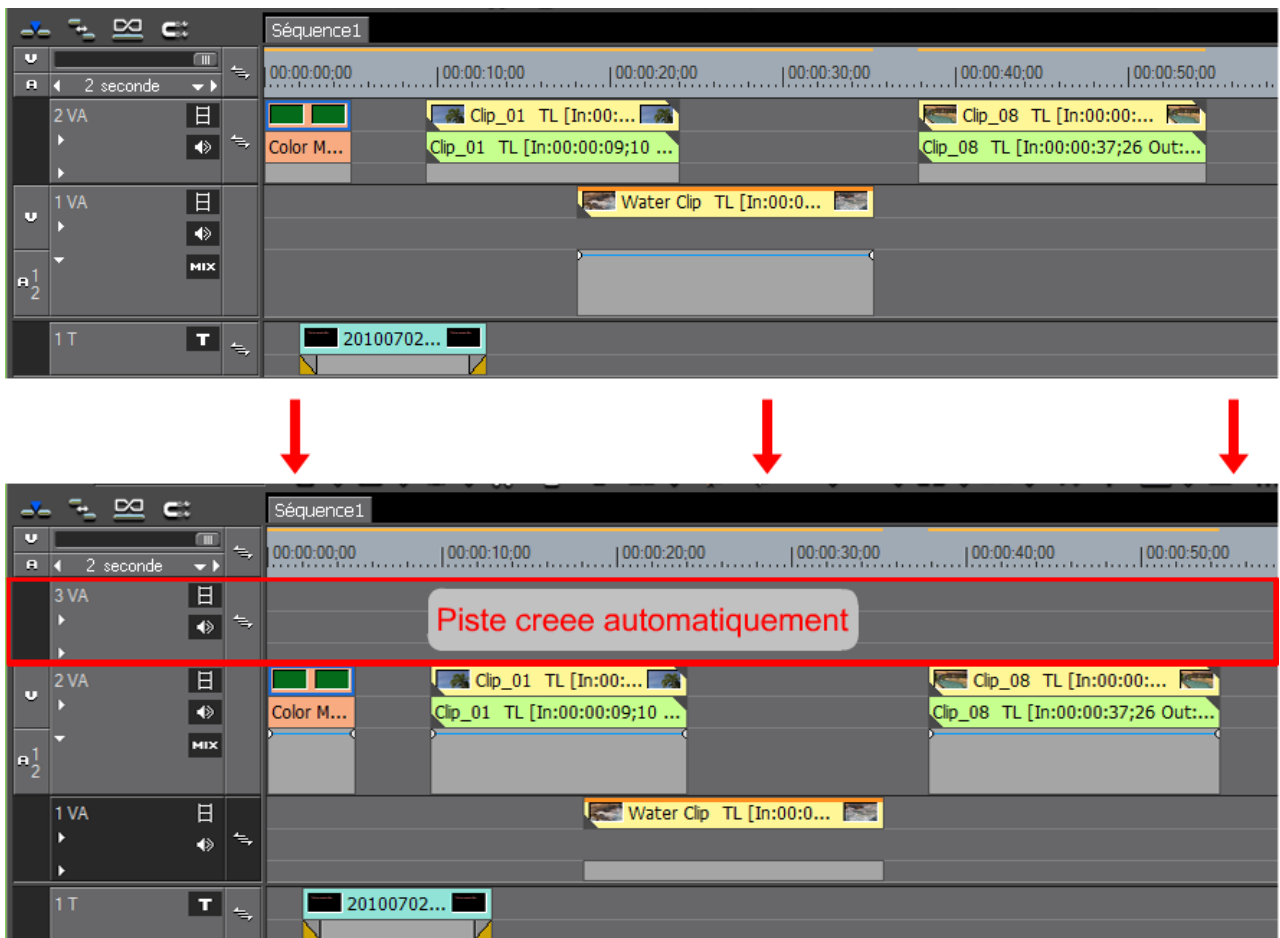 Séquence1
U
A 2 seconde
00:00:00;00 00:00:10;00 00:00:20;00 00:00:30;00 00:00:40;00 00:00:50;00
2 VA
Clip_01 TL [In:00:... Clip_08 TL [In:00:00:...
Color M... Clip_01 TL [In:00:00:09;10 ... Clip_08 TL [In:00:00:37;26 Out:...
U 1 VA
Water Clip TL [In:00:0...
A 1 2 MIX
1 T T
20100702...
Séquence1
U
A 2 seconde
00:00:00;00 00:00:10;00 00:00:20;00 00:00:30;00 00:00:40;00 00:00:50;00
3 VA
Piste creee automatiquement
U 2 VA
Clip_01 TL [In:00:... Clip_08 TL [In:00:00:...
Color M... Clip_01 TL [In:00:00:09;10 ... Clip_08 TL [In:00:00:37;26 Out:...
A 1 2 MIX
1 VA
Water Clip TL [In:00:0...
1 T T
20100702...